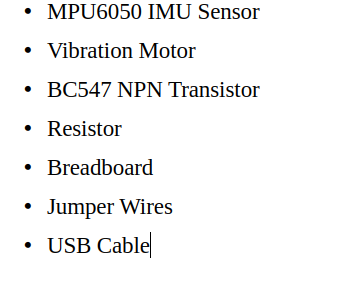 • MPU6050 IMU Sensor
• Vibration Motor
• BC547 NPN Transistor
• Resistor
• Breadboard
• Jumper Wires
• USB Cable